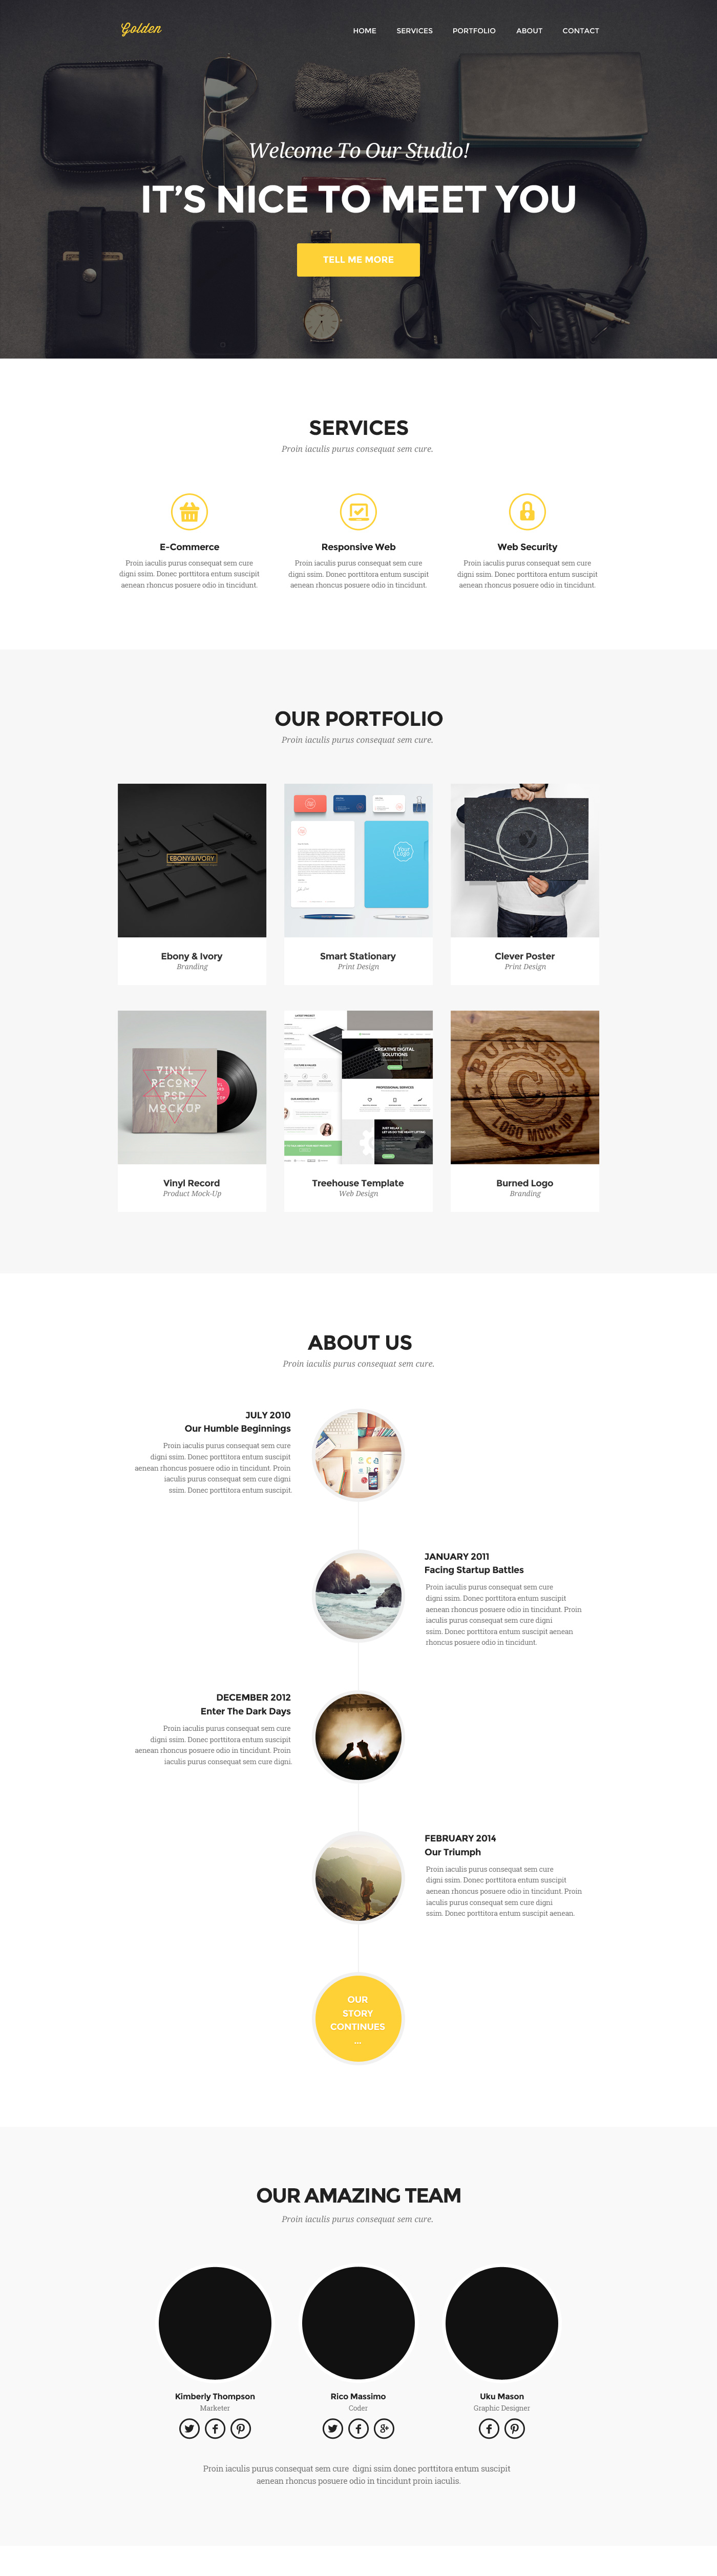 Golden
HOME SERVICES PORTFOLIO ABOUT CONTACT
Welcome To Our Studio!
IT'S NICE TO MEET YOU
TELL ME MORE
SERVICES
Proin iaculis purus consequat sem cure.
E-Commerce
Proin iaculis purus consequat sem cure
digni ssim. Donec porttitora entum suscipit
aenean rhoncus posuere odio in tincidunt.
Responsive Web
Proin iaculis purus consequat sem cure
digni ssim. Donec porttitora entum suscipit
aenean rhoncus posuere odio in tincidunt.
Web Security
Proin iaculis purus consequat sem cure
digni ssim. Donec porttitora entum suscipit
aenean rhoncus posuere odio in tincidunt.
OUR PORTFOLIO
Proin iaculis purus consequat sem cure.
EBONY&IVORY
Ebony & Ivory
Branding
Your
Logo
Smart Stationary
Print Design
Clever Poster
Print Design
VINYL
RECORD
PSD
MOCKUP
Vinyl Record
Product Mock-Up
CREATIVE DIGITAL
SOLUTIONS
PROFESSIONAL SERVICES
Treehouse Template
Web Design
LOGO MOCK-UP
Burned Logo
Branding
ABOUT US
Proin iaculis purus consequat sem cure.
JULY 2010
Our Humble Beginnings
Proin iaculis purus consequat sem cure
digni ssim. Donec porttitora entum suscipit
aenean rhoncus posuere odio in tincidunt. Proin
iaculis purus consequat sem cure digni
ssim. Donec porttitora entum suscipit.
JANUARY 2011
Facing Startup Battles
Proin iaculis purus consequat sem cure
digni ssim. Donec porttitora entum suscipit
aenean rhoncus posuere odio in tincidunt. Proin
iaculis purus consequat sem cure digni
ssim. Donec porttitora entum suscipit aenean
rhoncus posuere odio in tincidunt.
DECEMBER 2012
Enter The Dark Days
Proin iaculis purus consequat sem cure
digni ssim. Donec porttitora entum suscipit
aenean rhoncus posuere odio in tincidunt. Proin
iaculis purus consequat sem cure digni.
FEBRUARY 2014
Our Triumph
Proin iaculis purus consequat sem cure
digni ssim. Donec porttitora entum suscipit
aenean rhoncus posuere odio in tincidunt. Proin
iaculis purus consequat sem cure digni
ssim. Donec porttitora entum suscipit aenean.
OUR
STORY
CONTINUES
...
OUR AMAZING TEAM
Proin iaculis purus consequat sem cure.
Kimberly Thompson
Marketer
Rico Massimo
Coder
Uku Mason
Graphic Designer
Proin iaculis purus consequat sem cure digni ssim donec porttitora entum suscipit
aenean rhoncus posuere odio in tincidunt proin iaculis.